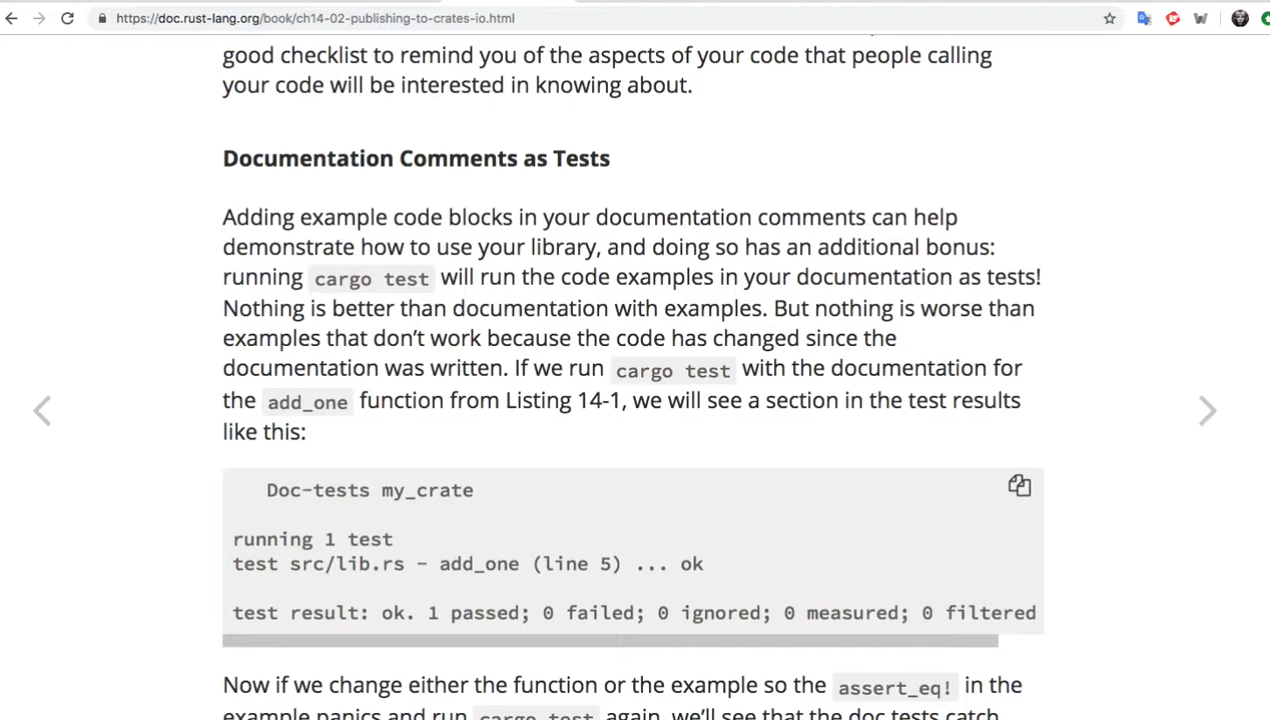 https://doc.rust-lang.org/book/ch14-02-publishing-to-crates-io.html
good checklist to remind you of the aspects of your code that people calling
your code will be interested in knowing about.
Documentation Comments as Tests
Adding example code blocks in your documentation comments can help
demonstrate how to use your library, and doing so has an additional bonus:
running cargo test will run the code examples in your documentation as tests!
Nothing is better than documentation with examples. But nothing is worse than
examples that don’t work because the code has changed since the
documentation was written. If we run cargo test with the documentation for
the add_one function from Listing 14-1, we will see a section in the test results
like this:
Doc-tests my_crate
running 1 test
test src/lib.rs - add_one (line 5) ... ok
test result: ok. 1 passed; 0 failed; 0 ignored; 0 measured; 0 filtered
Now if we change either the function or the example so the assert_eq! in the
example panics and run cargo test again, we’ll see that the doc tests catch